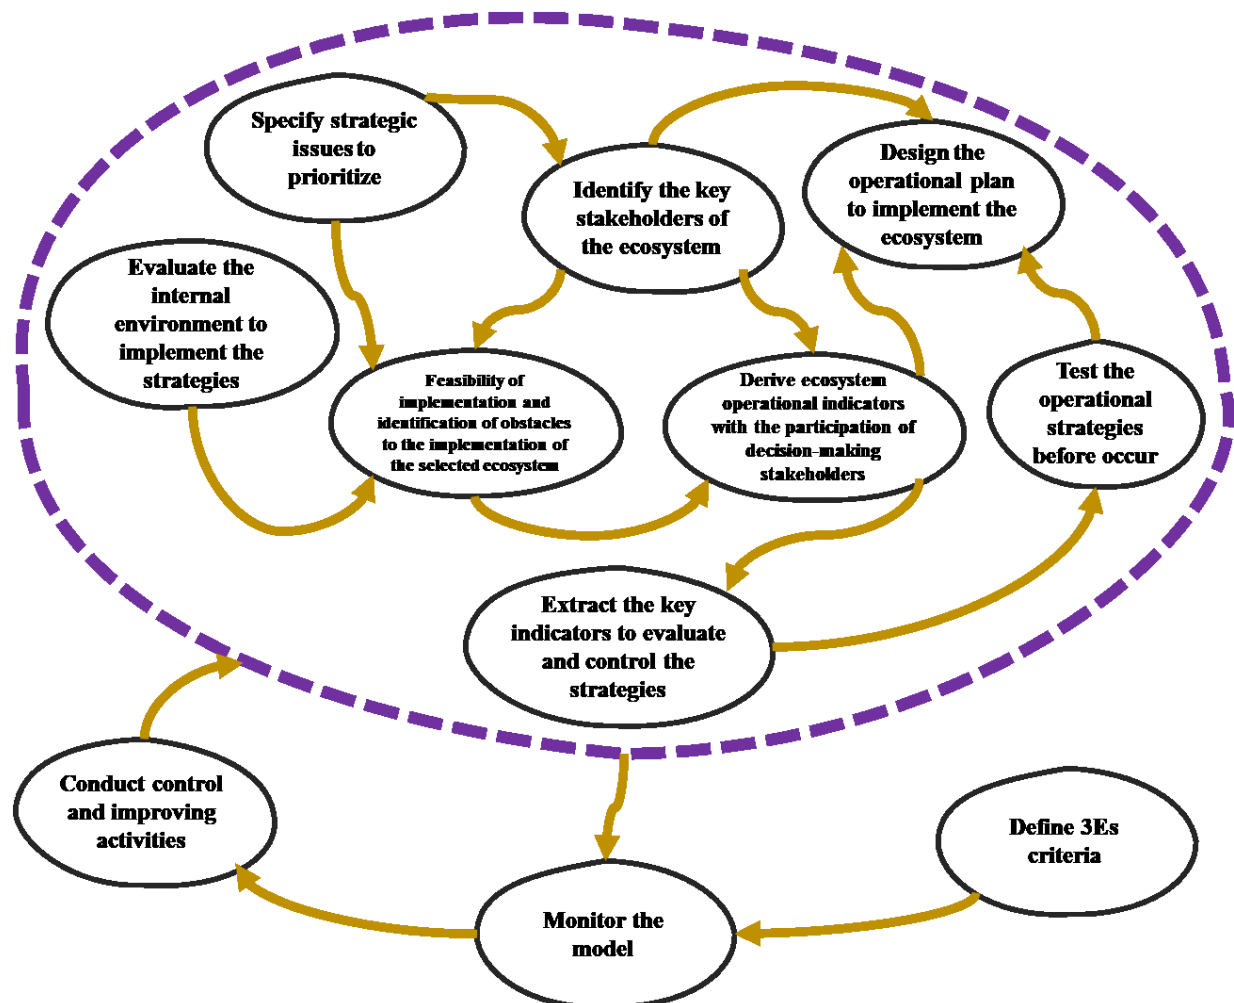 Specify strategic
issues to
prioritize
Identify the key
stakeholders of
the ecosystem
Design the
operational plan
to implement the
ecosystem
Evaluate the
internal
environment to
implement the
strategies
Feasibility of
implementation and
identification of obstacles
to the implementation of
the selected ecosystem
Derive ecosystem
operational indicators
with the participation of
decision-making
stakeholders
Test the
operational
strategies
before occur
Extract the key
indicators to evaluate
and control the
strategies
Conduct control
and improving
activities
Define 3Es
criteria
Monitor the
model